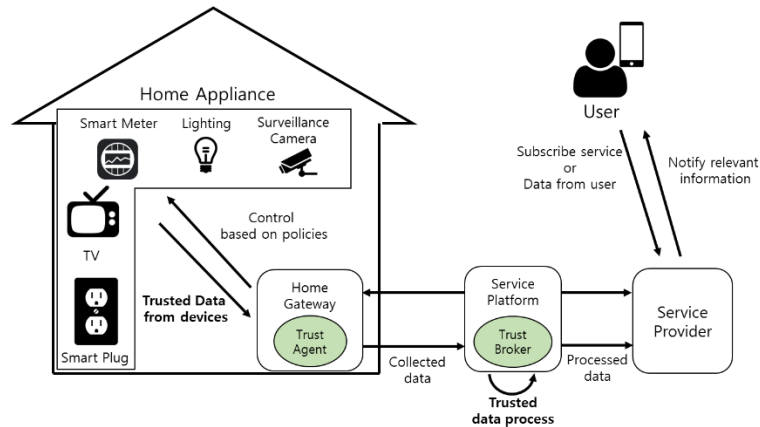 Home Appliance
Smart Meter
Lighting
Surveillance
Camera
TV
Smart Plug
Control
based on policies
Trusted Data
from devices
Home
Gateway
Trust
Agent
Collected
data
Service
Platform
Trust
Broker
Trusted
data process
Processed
data
Service
Provider
User
Subscribe service
or
Data from user
Notify relevant
information